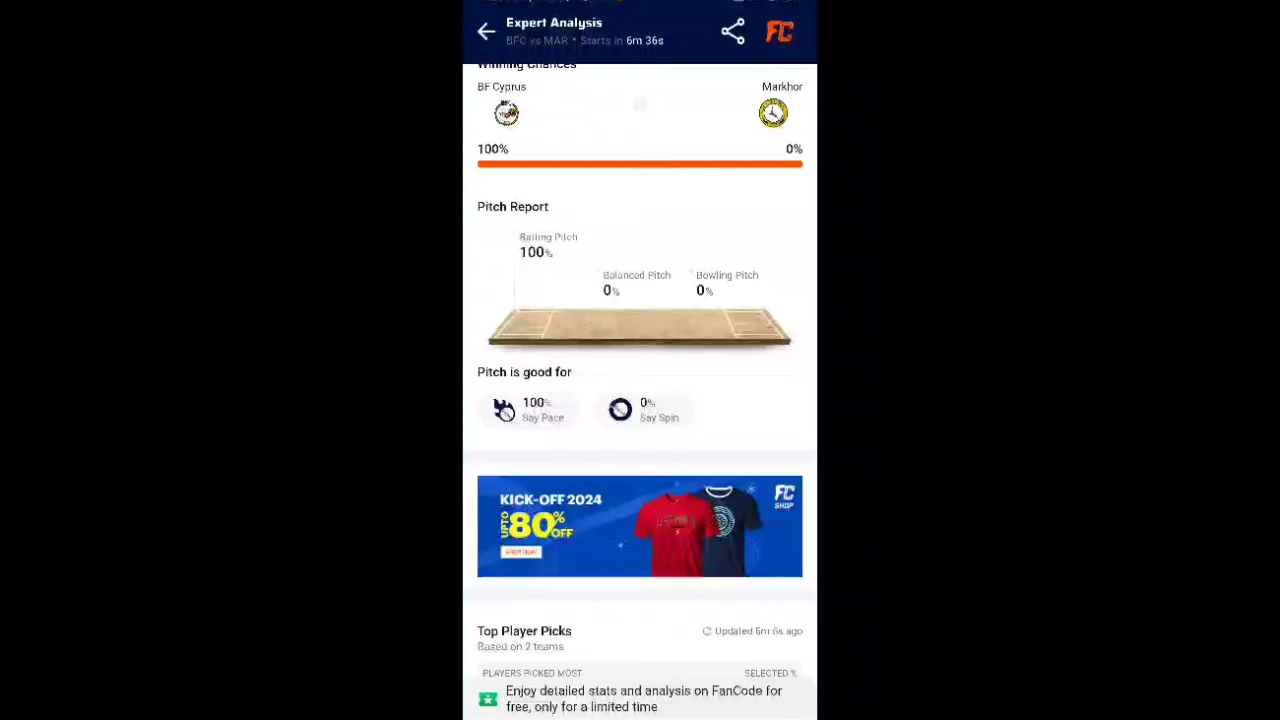 Expert Analysis
BFC vs MAR • Starts in 6m 36s
FC
Winning Chances
BF Cyprus
Markhor
100%
0%
Pitch Report
Batting Pitch
100%
Balanced Pitch
0%
Bowling Pitch
0%
Pitch is good for
100%
Say Pace
0%
Say Spin
KICK-OFF 2024
UPTO 80% OFF
SHOP NOW
FC
SHOP
Top Player Picks
Updated 5m 5s ago
Based on 2 teams
PLAYERS PICKED MOST
SELECTED %
Enjoy detailed stats and analysis on FanCode for
free, only for a limited time